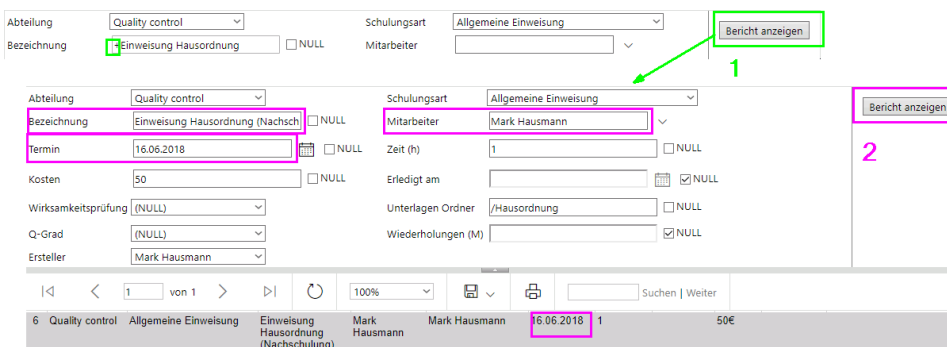 Abteilung Quality control Schulungsart Allgemeine Einweisung Bericht anzeigen
Bezeichnung +Einweisung Hausordnung NULL Mitarbeiter
1
Abteilung Quality control Schulungsart Allgemeine Einweisung Bericht anzeigen
Bezeichnung Einweisung Hausordnung (Nachsch NULL Mitarbeiter Mark Hausmann
2
Termin 16.06.2018 NULL Zeit (h) 1 NULL
Kosten 50 NULL Erledigt am NULL
Wirksamkeitsprüfung (NULL) Unterlagen Ordner /Hausordnung NULL
Q-Grad (NULL) Wiederholungen (M) NULL
Ersteller Mark Hausmann
1 von 1 100% Suchen | Weiter
6 Quality control Allgemeine Einweisung Einweisung Mark Mark Hausmann 16.06.2018 1 50€
Hausordnung Hausmann
(Nachschulung)